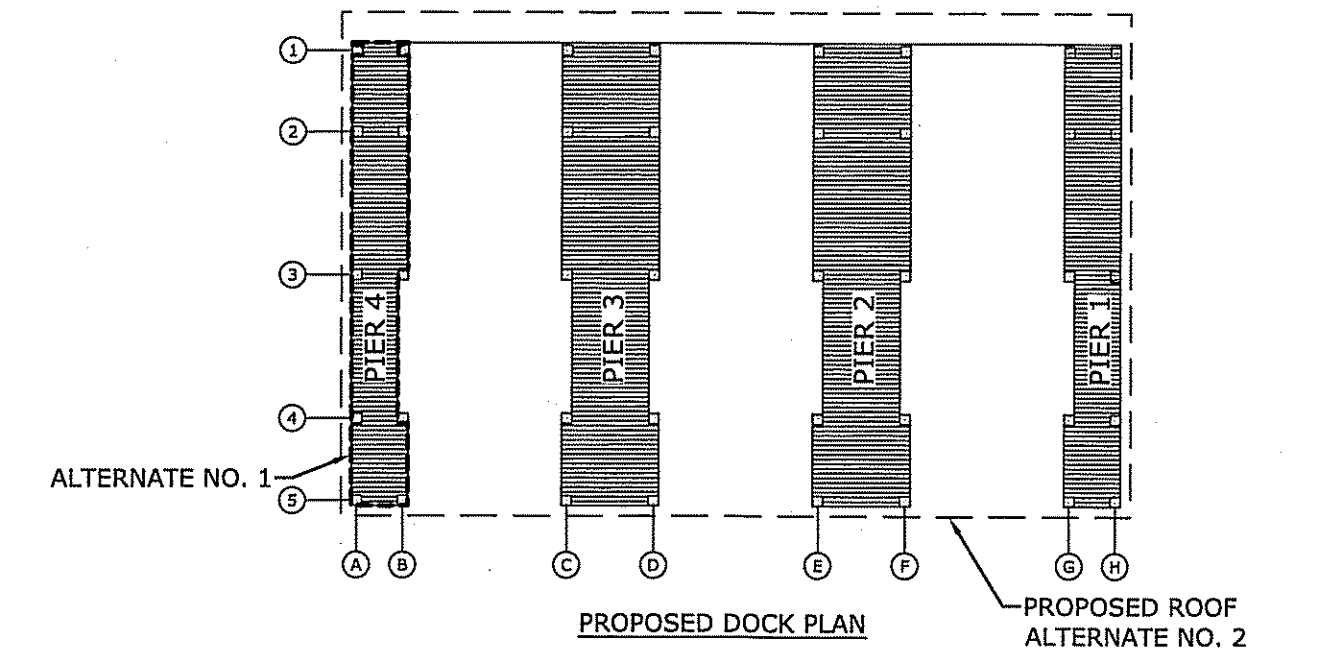 1
2
3
PIER 4
PIER 3
PIER 2
PIER 1
4
ALTERNATE NO. 1
5
A
B
C
D
E
F
G
H
PROPOSED DOCK PLAN
PROPOSED ROOF
ALTERNATE NO. 2